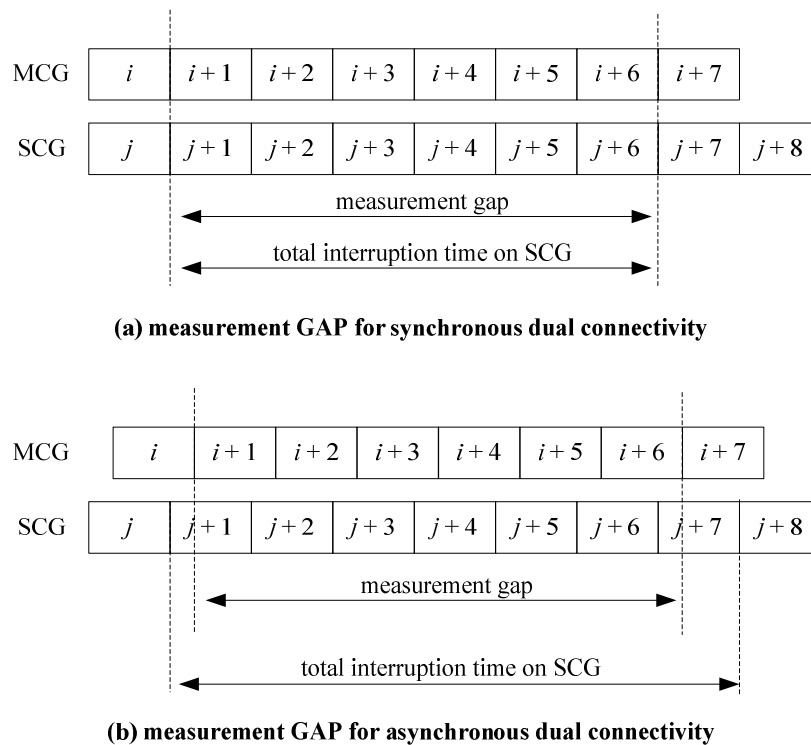 MCG i i + 1 i + 2 i + 3 i + 4 i + 5 i + 6 i + 7
SCG j j + 1 j + 2 j + 3 j + 4 j + 5 j + 6 j + 7 j + 8
measurement gap
total interruption time on SCG
(a) measurement GAP for synchronous dual connectivity
MCG i i + 1 i + 2 i + 3 i + 4 i + 5 i + 6 i + 7
SCG j j + 1 j + 2 j + 3 j + 4 j + 5 j + 6 j + 7 j + 8
measurement gap
total interruption time on SCG
(b) measurement GAP for asynchronous dual connectivity